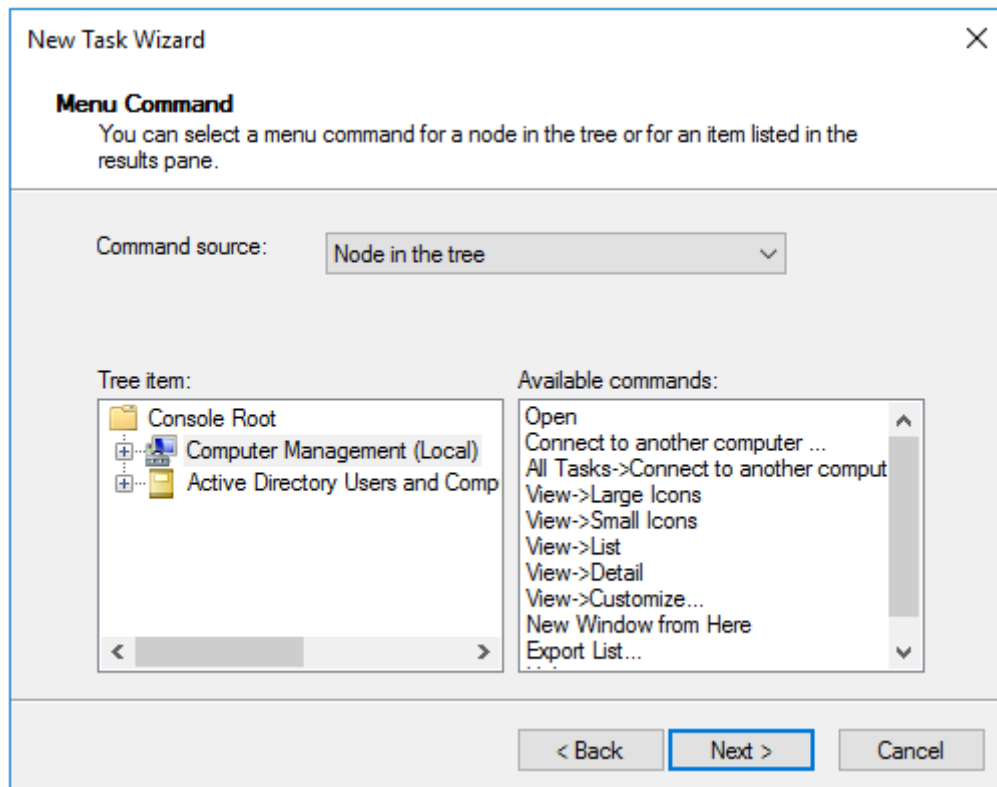 New Task Wizard
Menu Command
You can select a menu command for a node in the tree or for an item listed in the
results pane.
Command source:
Node in the tree
Tree item:
Console Root
Computer Management (Local)
Active Directory Users and Comp
Available commands:
Open
Connect to another computer ...
All Tasks->Connect to another comput
View->Large Icons
View->Small Icons
View->List
View->Detail
View->Customize...
New Window from Here
Export List...
< Back
Next >
Cancel